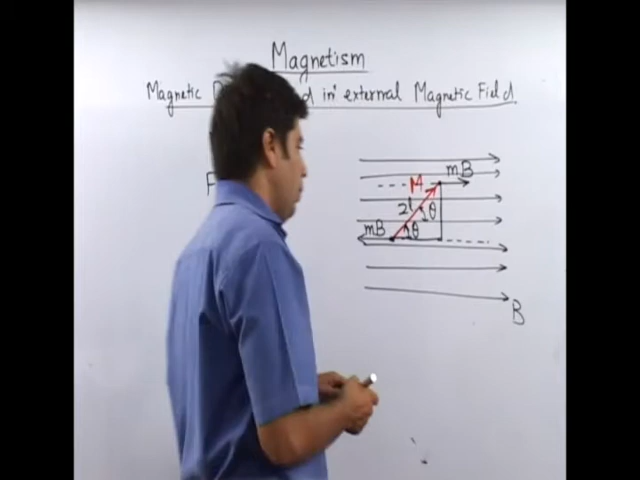 Magnetism
Magnetic d in external Magnetic Field
F
mB
M
2l θ
mB θ
B